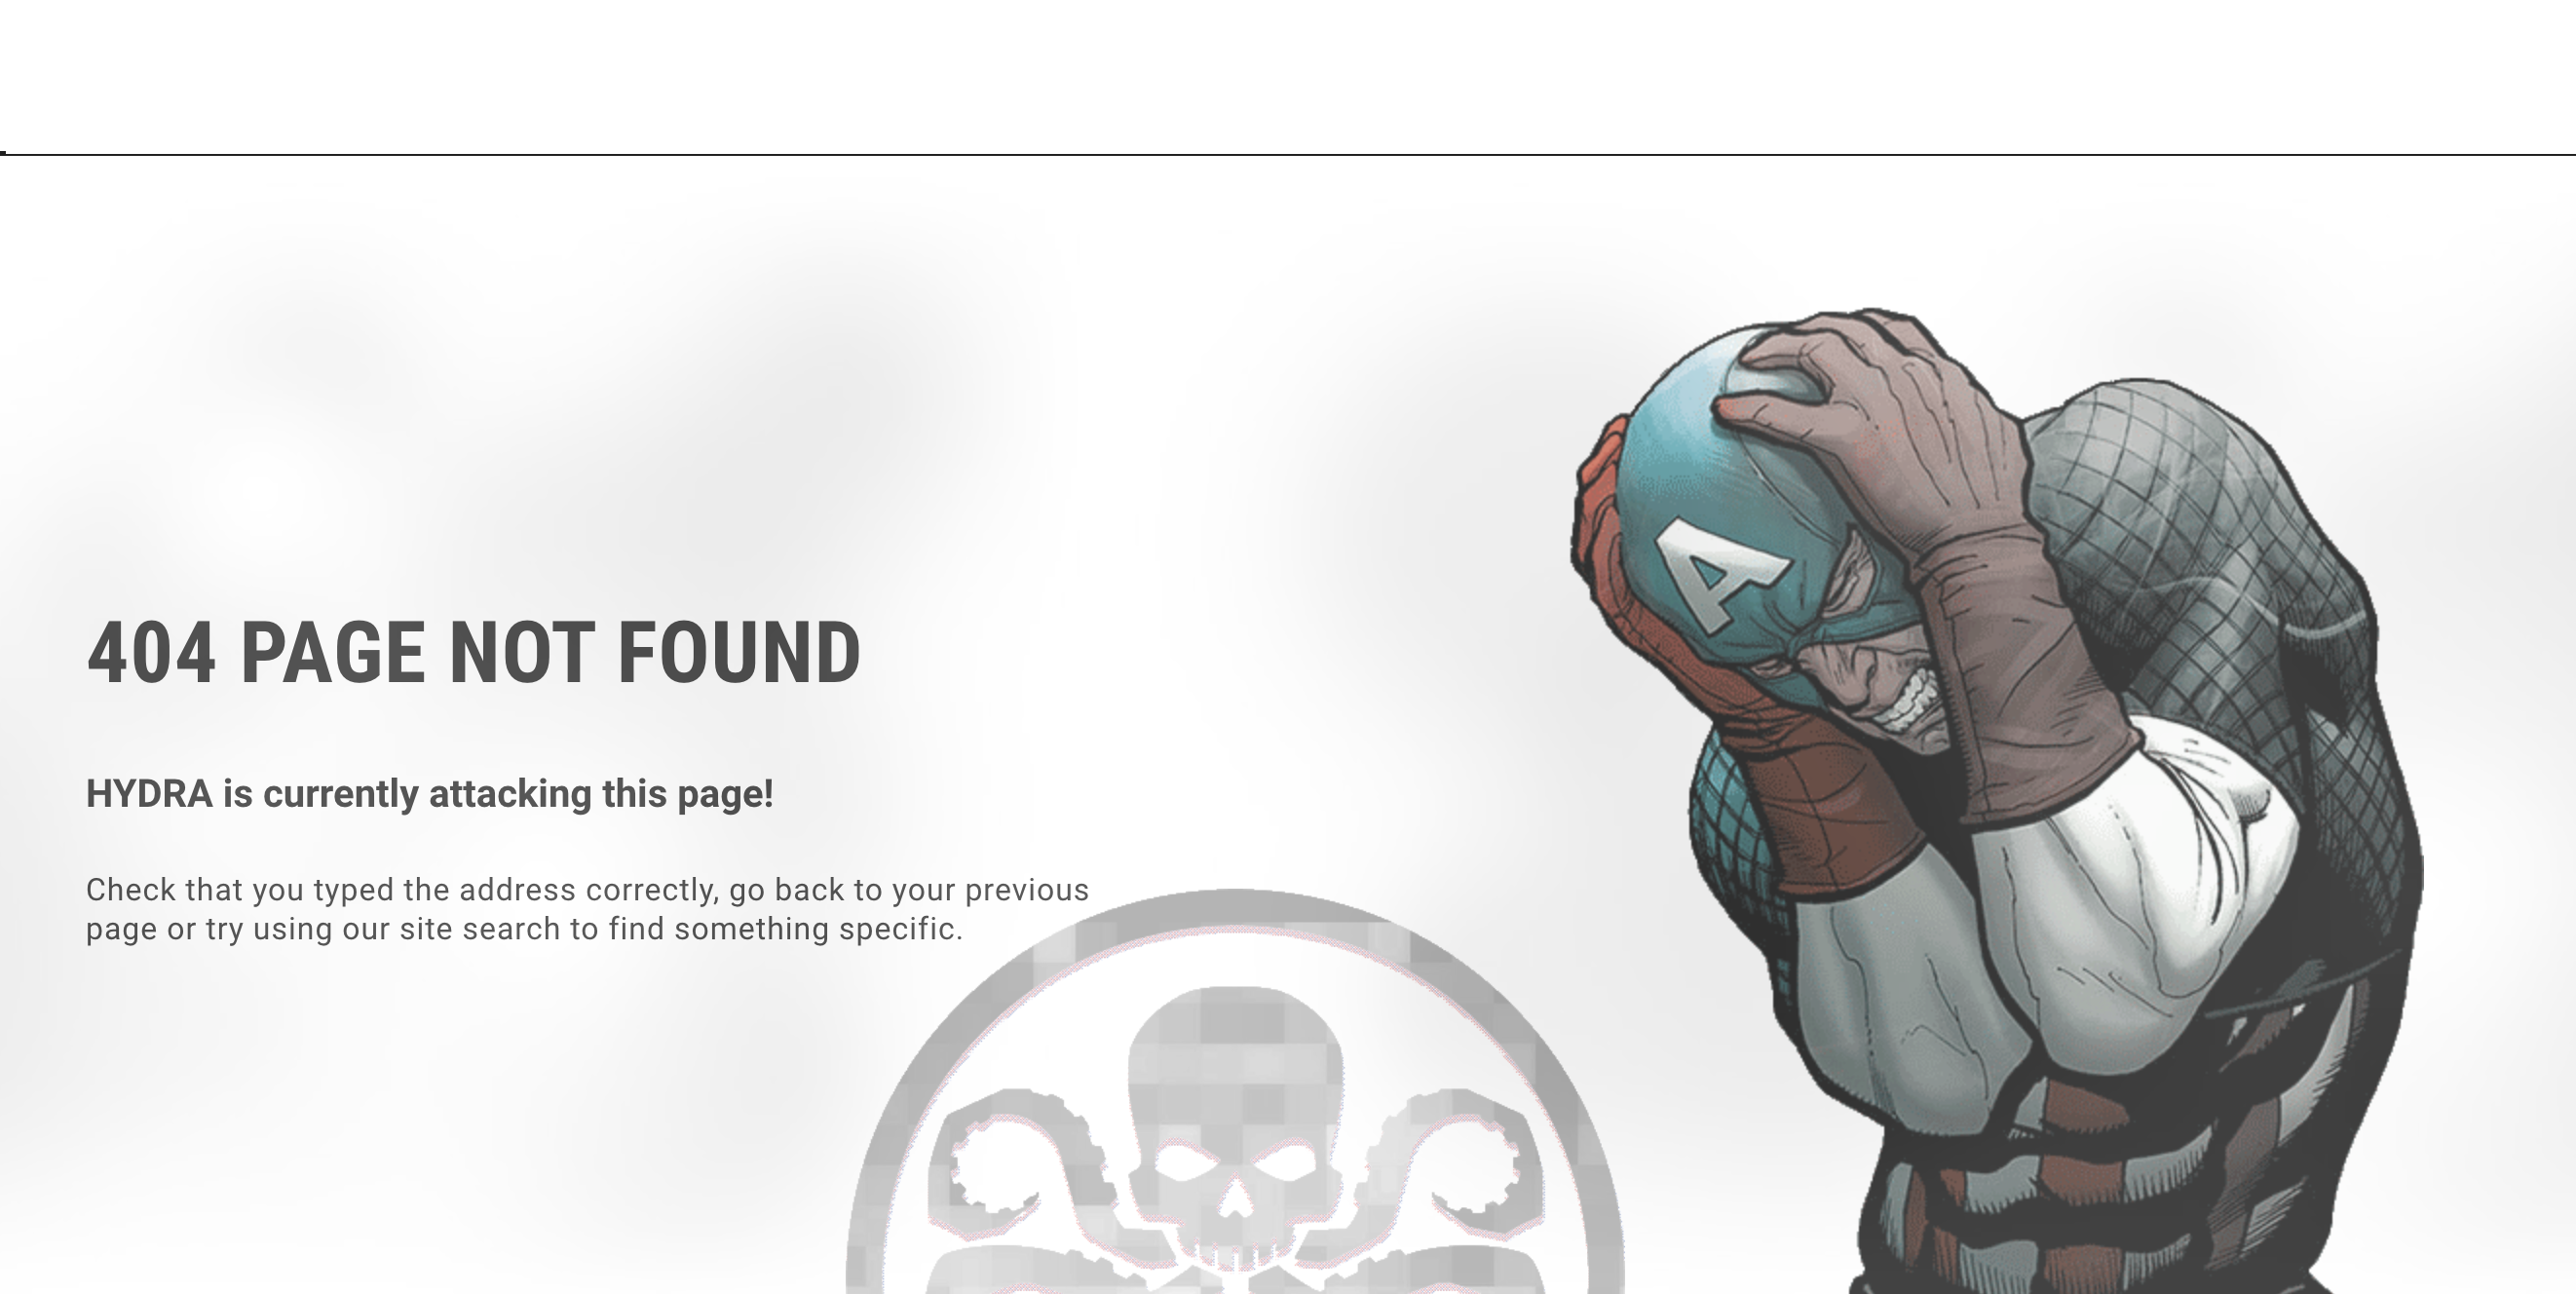 404 PAGE NOT FOUND
HYDRA is currently attacking this page!
Check that you typed the address correctly, go back to your previous
page or try using our site search to find something specific.
A